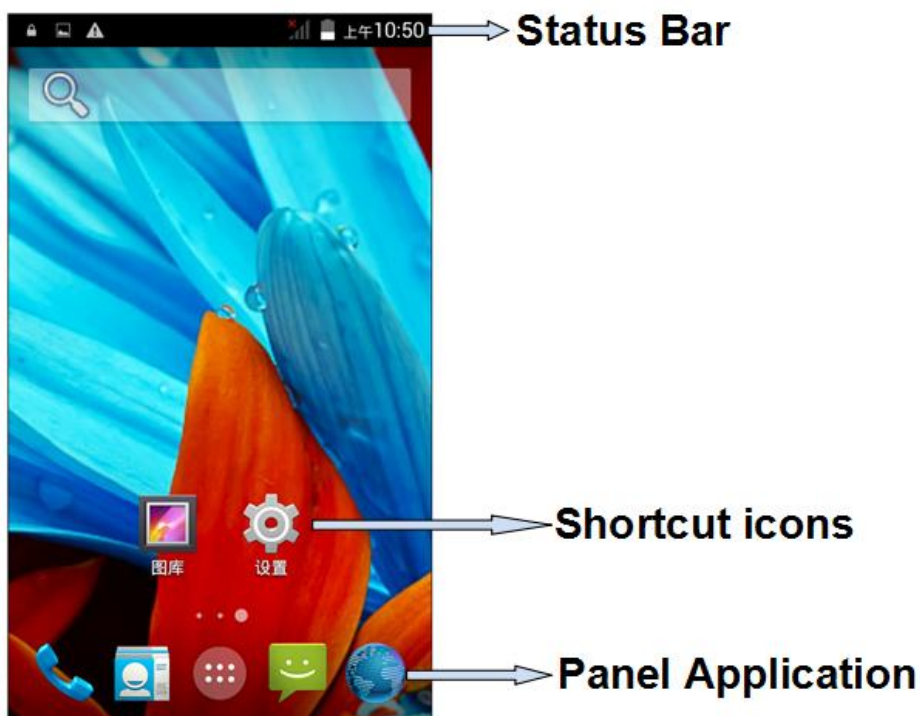 上午10:50
Status Bar
图库
设置
Shortcut icons
Panel Application